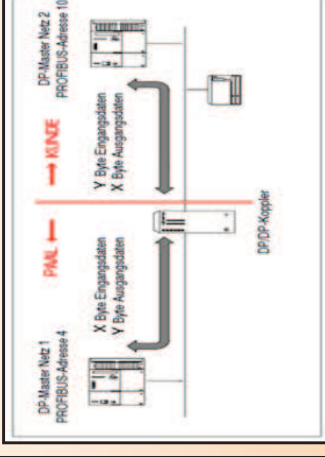 DP-Master Netz 1
PROFIBUS-Adresse 4
X Byte Eingangsdaten
Y Byte Ausgangsdaten
PAAL
KUNDE
DP/DP-Koppler
DP-Master Netz 2
PROFIBUS-Adresse 10
Y Byte Eingangsdaten
X Byte Ausgangsdaten